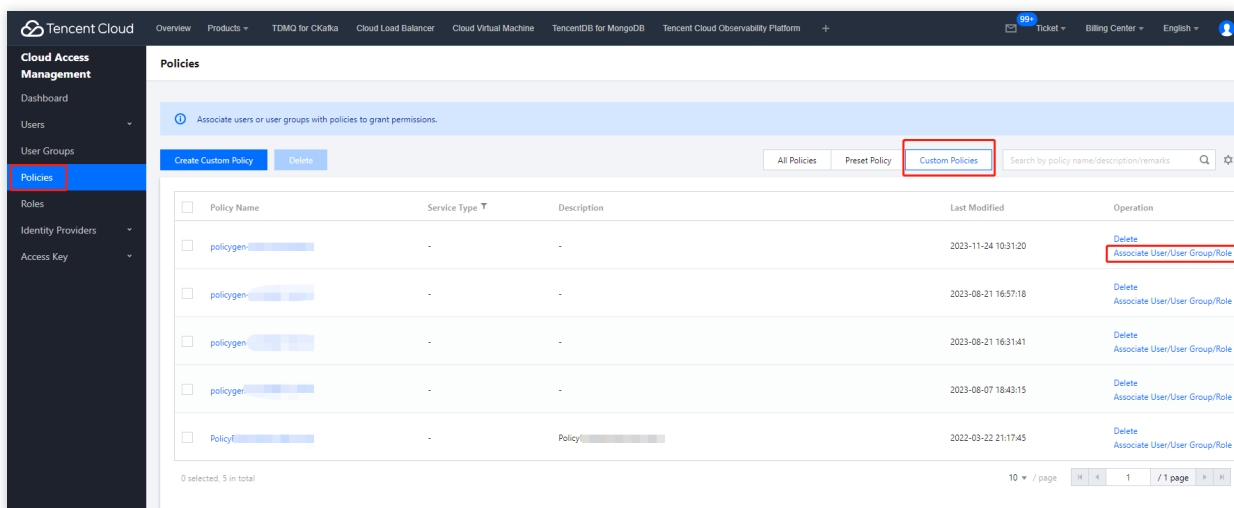 Tencent Cloud Overview Products TDMQ for CKafka Cloud Load Balancer Cloud Virtual Machine TencentDB for MongoDB Tencent Cloud Observability Platform + 99+ Ticket Billing Center English
Cloud Access Management
Dashboard
Users
User Groups
Policies
Roles
Identity Providers
Access Key
Policies
Associate users or user groups with policies to grant permissions.
Create Custom Policy Delete All Policies Preset Policy Custom Policies Search by policy name/description/remarks
Policy Name Service Type Description Last Modified Operation
policygen- - - 2023-11-24 10:31:20 Delete
Associate User/User Group/Role
policygen- - - 2023-08-21 16:57:18 Delete
Associate User/User Group/Role
policygen- - - 2023-08-21 16:31:41 Delete
Associate User/User Group/Role
policygen - - 2023-08-07 18:43:15 Delete
Associate User/User Group/Role
Policy - Policy 2022-03-22 21:17:45 Delete
Associate User/User Group/Role
0 selected, 5 in total 10 / page 1 / 1 page